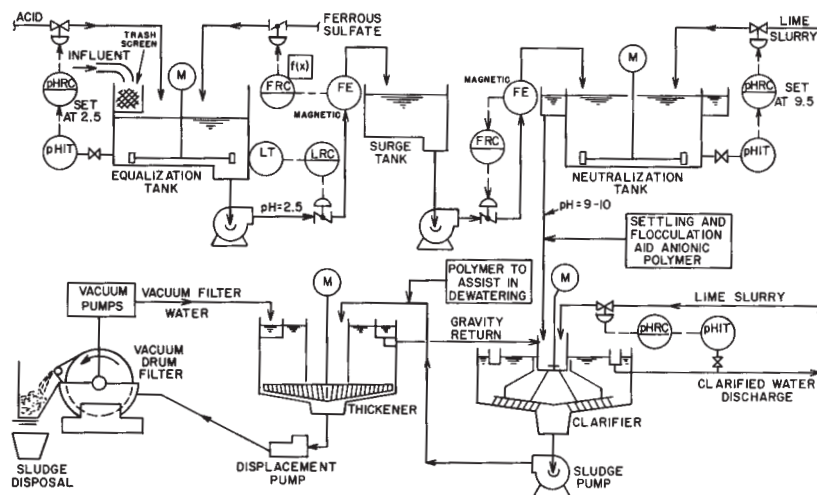 ACID
FERROUS
SULFATE
LIME
SLURRY
TRASH
SCREEN
INFLUENT
f(x)
M
M
pHRC
SET
AT 2.5
FRC
FE
MAGNETIC
MAGNETIC
FE
pHRC
SET
AT 9.5
FRC
pHIT
LT
LRC
SURGE
TANK
pHIT
EQUALIZATION
TANK
NEUTRALIZATION
TANK
pH=2.5
pH=9-10
SETTLING AND
FLOCCULATION
AID ANIONIC
POLYMER
POLYMER TO
ASSIST IN
DEWATERING
M
M
VACUUM
PUMPS
VACUUM FILTER
WATER
LIME SLURRY
GRAVITY
RETURN
pHRC
pHIT
VACUUM
DRUM
FILTER
CLARIFIED WATER
DISCHARGE
THICKENER
CLARIFIER
SLUDGE
DISPOSAL
DISPLACEMENT
PUMP
SLUDGE
PUMP